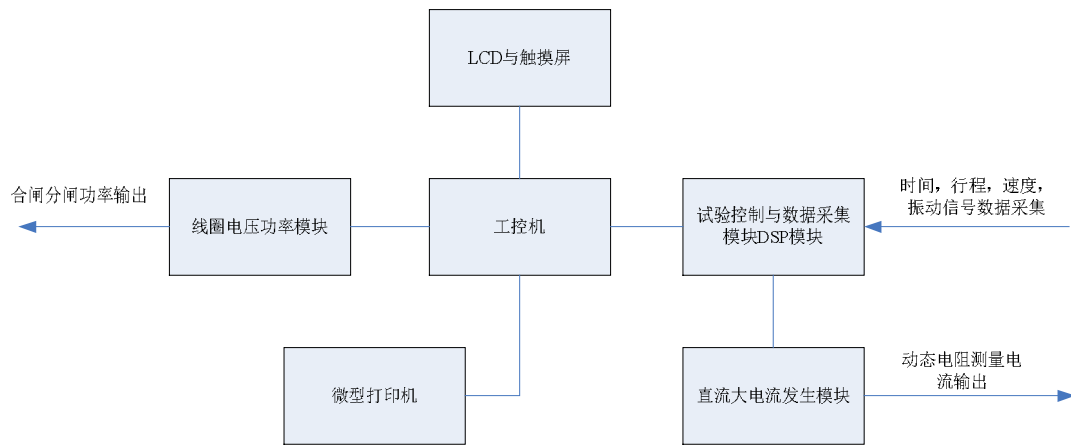 LCD与触摸屏
合闸分闸功率输出
线圈电压功率模块
工控机
试验控制与数据采集
模块DSP模块
时间，行程，速度，
振动信号数据采集
微型打印机
直流大电流发生模块
动态电阻测量电
流输出